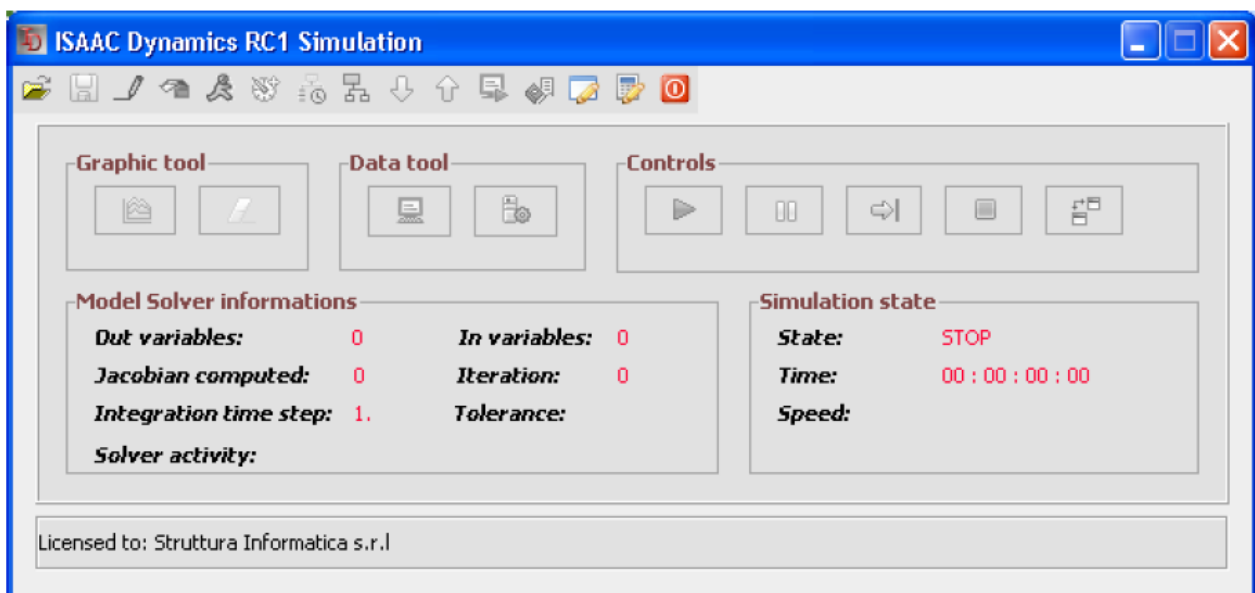 ISAAC Dynamics RC1 Simulation
Graphic tool
Data tool
Controls
Model Solver informations
Out variables: 0
In variables: 0
Jacobian computed: 0
Iteration: 0
Integration time step: 1.
Tolerance:
Solver activity:
Simulation state
State: STOP
Time: 00 : 00 : 00 : 00
Speed:
Licensed to: Struttura Informatica s.r.l